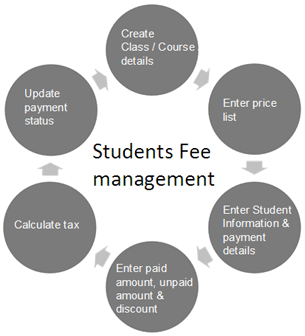 Create
Class / Course
details
Enter price
list
Enter Student
Information &
payment
details
Enter paid
amount, unpaid
amount &
discount
Calculate tax
Update
payment
status
Students Fee
management